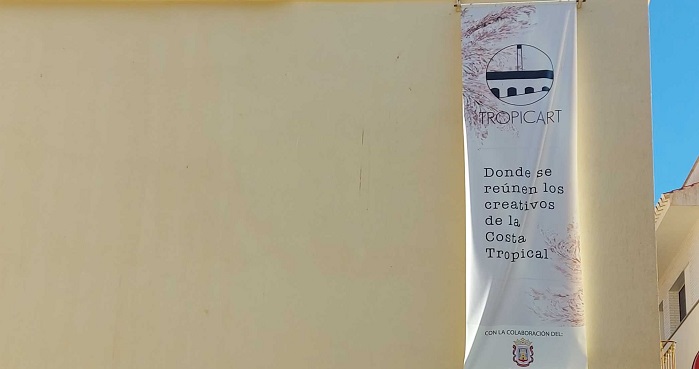 TROPICART
Donde se
reúnen los
creativos
de la
Costa
Tropical
CON LA COLABORACIÓN DEL: